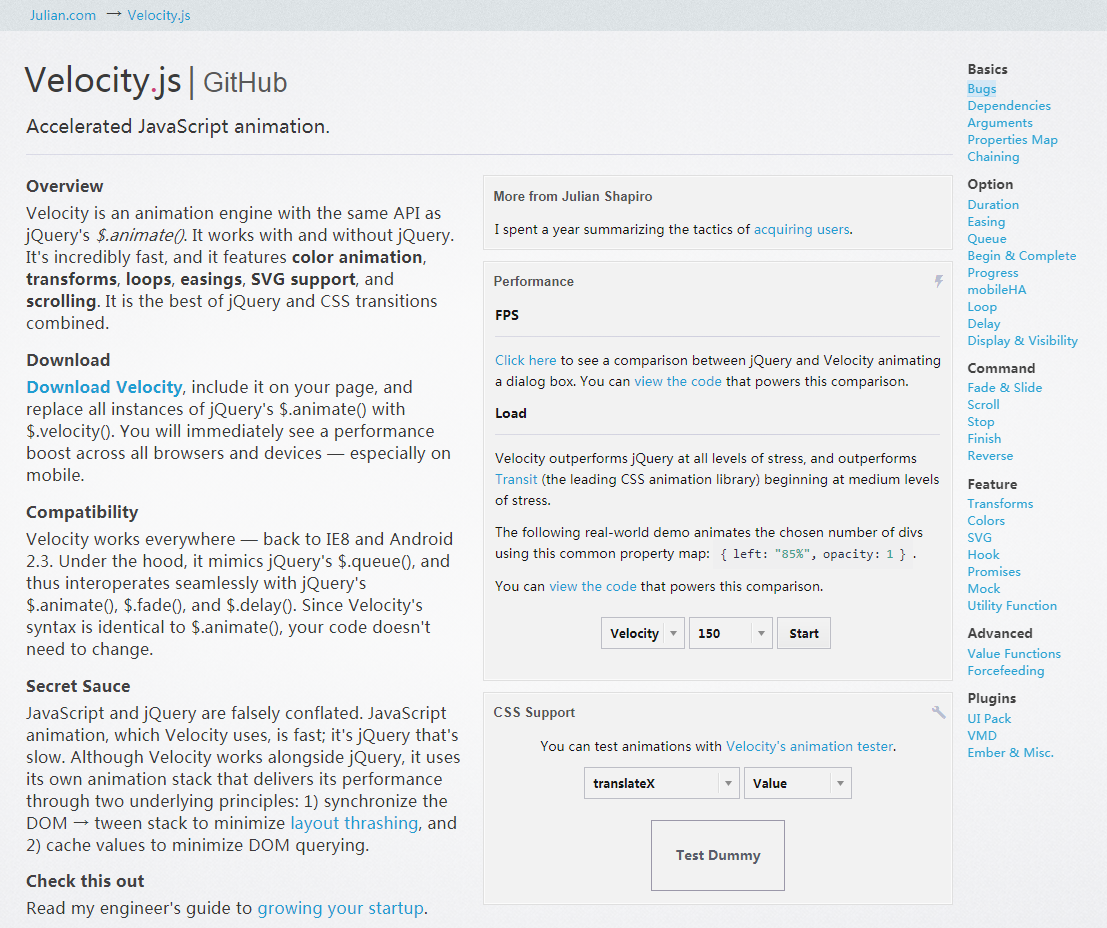 Julian.com → Velocity.js
Velocity.js | GitHub
Accelerated JavaScript animation.
Overview
Velocity is an animation engine with the same API as
jQuery's $.animate(). It works with and without jQuery.
It's incredibly fast, and it features color animation,
transforms, loops, easings, SVG support, and
scrolling. It is the best of jQuery and CSS transitions
combined.
Download
Download Velocity, include it on your page, and
replace all instances of jQuery's $.animate() with
$.velocity(). You will immediately see a performance
boost across all browsers and devices — especially on
mobile.
Compatibility
Velocity works everywhere — back to IE8 and Android
2.3. Under the hood, it mimics jQuery's $.queue(), and
thus interoperates seamlessly with jQuery's
$.animate(), $.fade(), and $.delay(). Since Velocity's
syntax is identical to $.animate(), your code doesn't
need to change.
Secret Sauce
JavaScript and jQuery are falsely conflated. JavaScript
animation, which Velocity uses, is fast; it's jQuery that's
slow. Although Velocity works alongside jQuery, it uses
its own animation stack that delivers its performance
through two underlying principles: 1) synchronize the
DOM → tween stack to minimize layout thrashing, and
2) cache values to minimize DOM querying.
Check this out
Read my engineer's guide to growing your startup.
More from Julian Shapiro
I spent a year summarizing the tactics of acquiring users.
Performance
FPS
Click here to see a comparison between jQuery and Velocity animating
a dialog box. You can view the code that powers this comparison.
Load
Velocity outperforms jQuery at all levels of stress, and outperforms
Transit (the leading CSS animation library) beginning at medium levels
of stress.
The following real-world demo animates the chosen number of divs
using this common property map: { left: "85%", opacity: 1 } .
You can view the code that powers this comparison.
Velocity 150 Start
CSS Support
You can test animations with Velocity's animation tester.
translateX Value
Test Dummy
Basics
Bugs
Dependencies
Arguments
Properties Map
Chaining
Option
Duration
Easing
Queue
Begin & Complete
Progress
mobileHA
Loop
Delay
Display & Visibility
Command
Fade & Slide
Scroll
Stop
Finish
Reverse
Feature
Transforms
Colors
SVG
Hook
Promises
Mock
Utility Function
Advanced
Value Functions
Forcefeeding
Plugins
UI Pack
VMD
Ember & Misc.